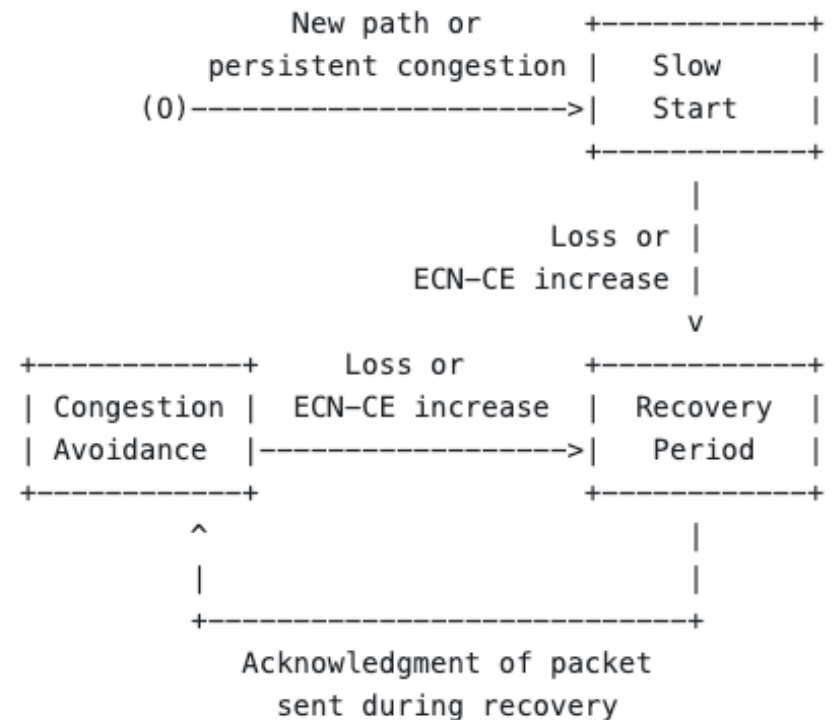 New path or
persistent congestion
Slow
(O)
Start
Loss or
ECN-CE increase
Loss or
Congestion
ECN-CE increase
Recovery
Avoidance
Period
Acknowledgment of packet
sent during recovery